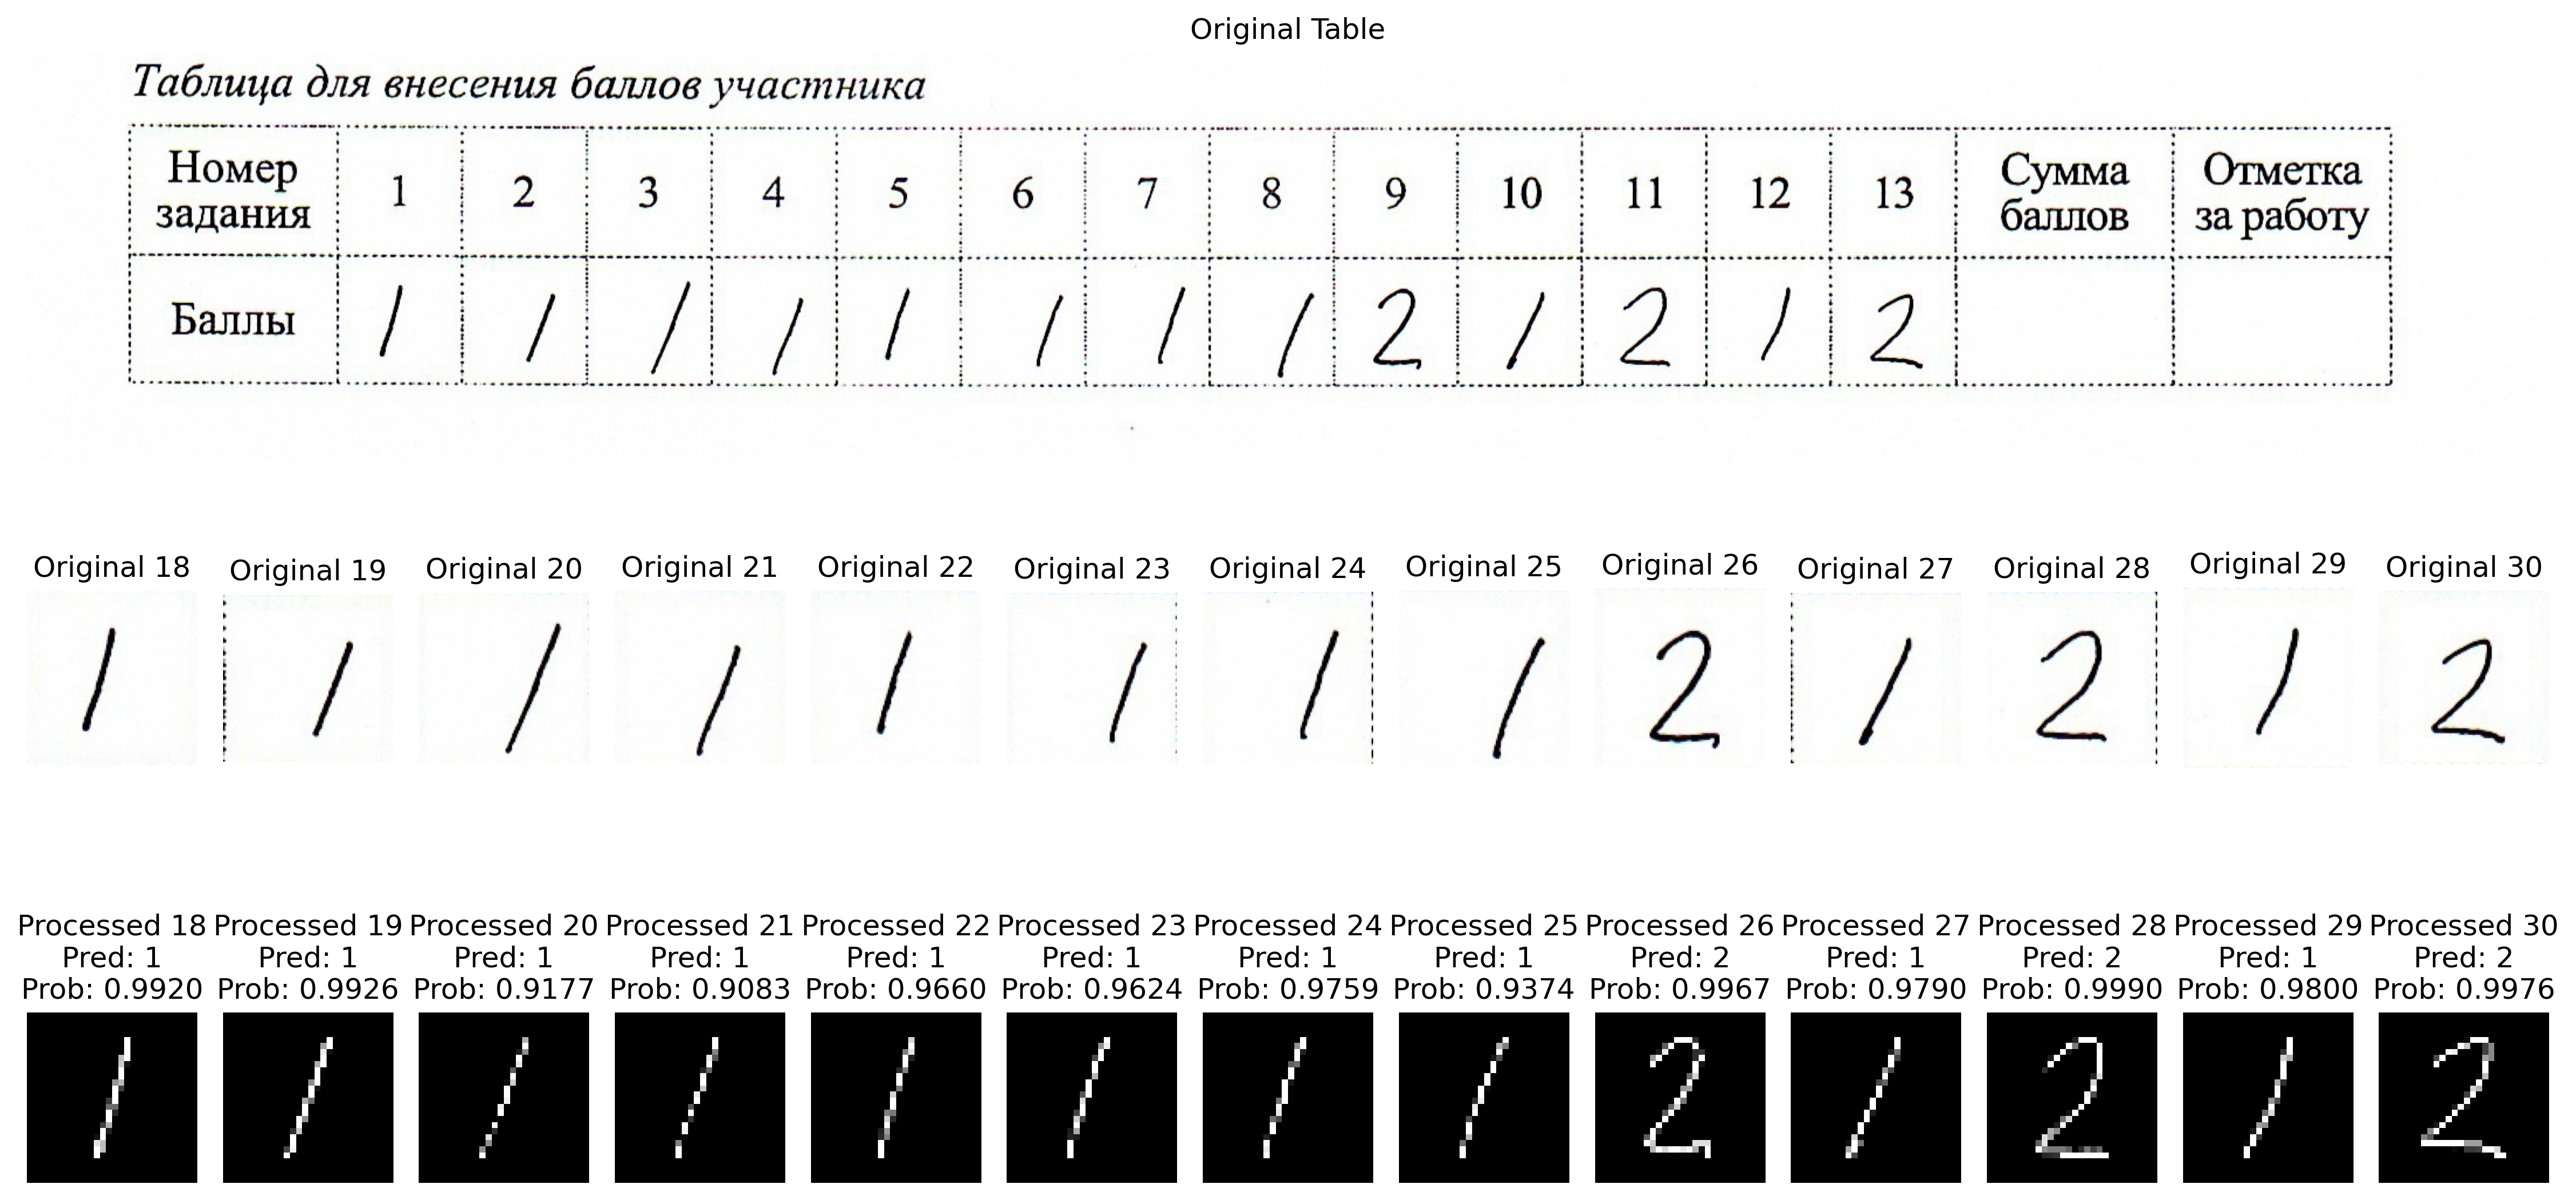 Original Table
Таблица для внесения баллов участника
Номер задания 1 2 3 4 5 6 7 8 9 10 11 12 13 Сумма баллов Отметка за работу
Баллы 1 1 1 1 1 1 1 1 2 1 2 1 2
Original 18 Original 19 Original 20 Original 21 Original 22 Original 23 Original 24 Original 25 Original 26 Original 27 Original 28 Original 29 Original 30
1 1 1 1 1 1 1 1 2 1 2 1 2
Processed 18 Processed 19 Processed 20 Processed 21 Processed 22 Processed 23 Processed 24 Processed 25 Processed 26 Processed 27 Processed 28 Processed 29 Processed 30
Pred: 1 Pred: 1 Pred: 1 Pred: 1 Pred: 1 Pred: 1 Pred: 1 Pred: 1 Pred: 2 Pred: 1 Pred: 2 Pred: 1 Pred: 2
Prob: 0.9920 Prob: 0.9926 Prob: 0.9177 Prob: 0.9083 Prob: 0.9660 Prob: 0.9624 Prob: 0.9759 Prob: 0.9374 Prob: 0.9967 Prob: 0.9790 Prob: 0.9990 Prob: 0.9800 Prob: 0.9976
1 1 1 1 1 1 1 1 2 1 2 1 2